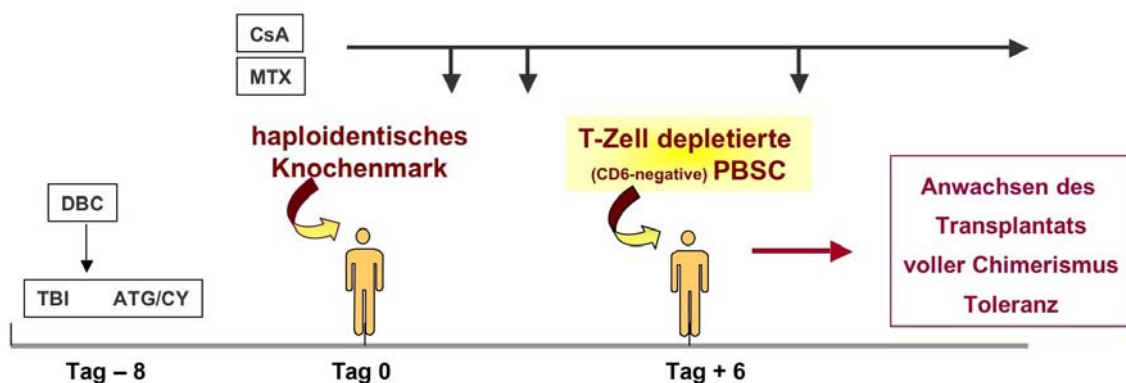 CsA
MTX
haploidentisches
Knochenmark
T-Zell depletierte
(CD6-negative) PBSC
DBC
TBI ATG/CY
Anwachsen des
Transplantats
voller Chimerismus
Toleranz
Tag – 8 Tag 0 Tag + 6